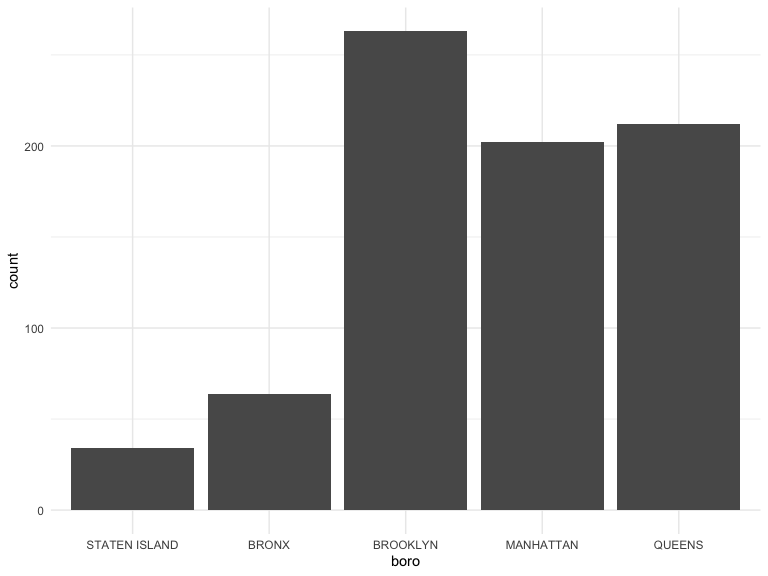 200
100
0
count
STATEN ISLAND
BRONX
BROOKLYN
MANHATTAN
QUEENS
boro